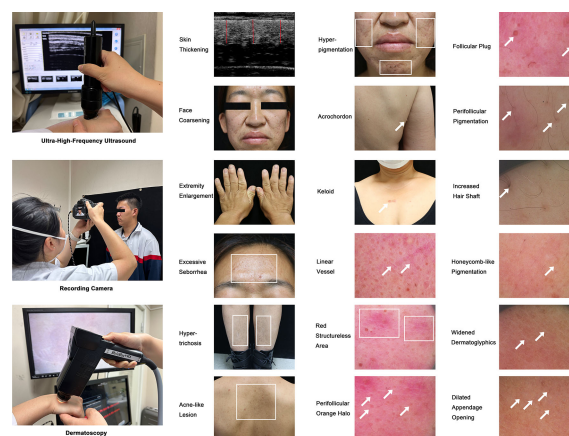 Ultra-High-Frequency Ultrasound
Recording Camera
Dermatoscopy
Skin
Thickening
Face
Coarsening
Extremity
Enlargement
Excessive
Seborrhea
Hyper-
trichosis
Acne-like
Lesion
Hyper-
pigmentation
Acrochordon
Keloid
Linear
Vessel
Red
Structureless
Area
Perifollicular
Orange Halo
Follicular Plug
Perifollicular
Pigmentation
Increased
Hair Shaft
Honeycomb-like
Pigmentation
Widened
Dermatoglyphics
Dilated
Appendage
Opening